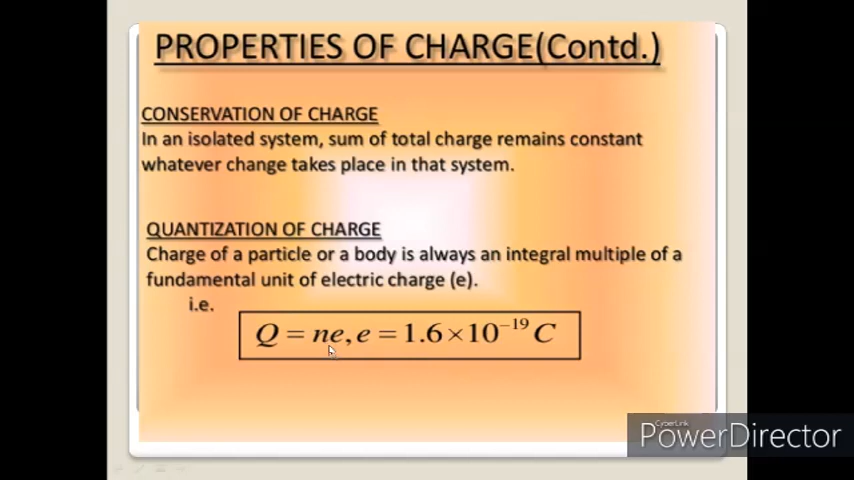 PROPERTIES OF CHARGE(Contd.)
CONSERVATION OF CHARGE
In an isolated system, sum of total charge remains constant
whatever change takes place in that system.
QUANTIZATION OF CHARGE
Charge of a particle or a body is always an integral multiple of a
fundamental unit of electric charge (e).
i.e.
Q = ne, e = 1.6 × 10⁻¹⁹ C
CyberLink
PowerDirector